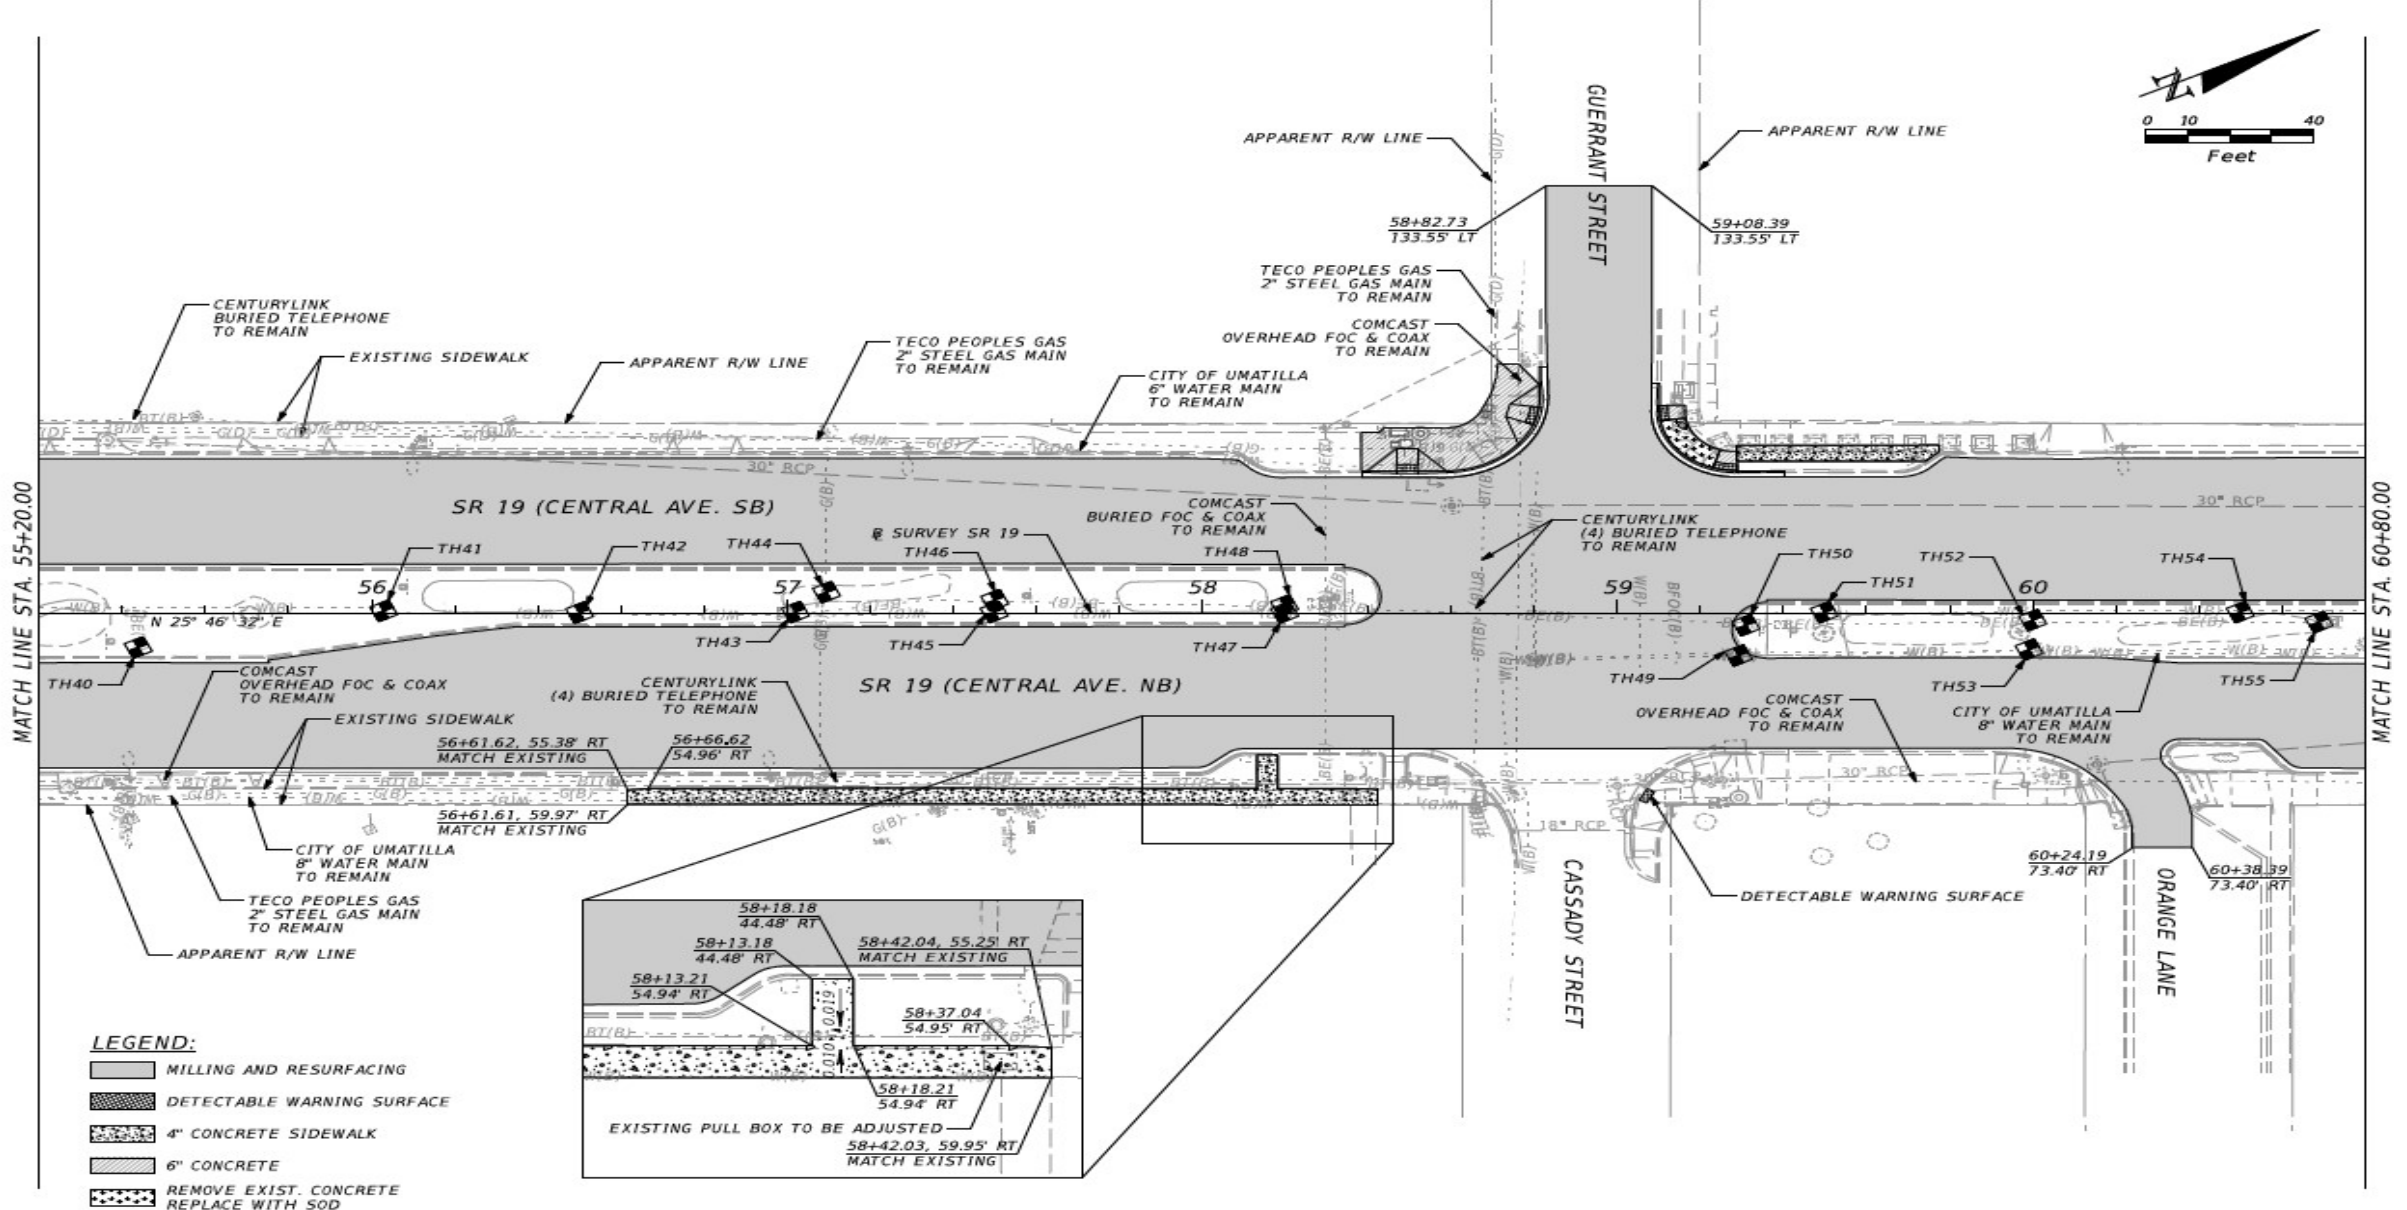 GUERRANT STREET
0 10 40
Feet
APPARENT R/W LINE
APPARENT R/W LINE
58+82.73
133.55' LT
59+08.39
133.55' LT
TECO PEOPLES GAS
2" STEEL GAS MAIN
TO REMAIN
COMCAST
OVERHEAD FOC & COAX
TO REMAIN
CENTURYLINK
BURIED TELEPHONE
TO REMAIN
EXISTING SIDEWALK
APPARENT R/W LINE
TECO PEOPLES GAS
2" STEEL GAS MAIN
TO REMAIN
CITY OF UMATILLA
6" WATER MAIN
TO REMAIN
30" RCP
30" RCP
MATCH LINE STA. 55+20.00
MATCH LINE STA. 60+80.00
SR 19 (CENTRAL AVE. SB)
COMCAST
BURIED FOC & COAX
TO REMAIN
CENTURYLINK
(4) BURIED TELEPHONE
TO REMAIN
SURVEY SR 19
TH41
TH42
TH44
TH46
TH48
TH50
TH51
TH52
TH54
56
57
58
59
60
N 25° 46' 32" E
TH40
TH43
TH45
TH47
TH49
TH53
TH55
COMCAST
OVERHEAD FOC & COAX
TO REMAIN
CENTURYLINK
(4) BURIED TELEPHONE
TO REMAIN
SR 19 (CENTRAL AVE. NB)
COMCAST
OVERHEAD FOC & COAX
TO REMAIN
CITY OF UMATILLA
8" WATER MAIN
TO REMAIN
EXISTING SIDEWALK
56+61.62, 55.38' RT
MATCH EXISTING
56+66.62
54.96' RT
56+61.61, 59.97' RT
MATCH EXISTING
30" RCP
18" RCP
CITY OF UMATILLA
8" WATER MAIN
TO REMAIN
TECO PEOPLES GAS
2" STEEL GAS MAIN
TO REMAIN
APPARENT R/W LINE
60+24.19
73.40' RT
60+38.39
73.40' RT
DETECTABLE WARNING SURFACE
CASSADY STREET
ORANGE LANE
58+18.18
44.48' RT
58+13.18
44.48' RT
58+42.04, 55.25' RT
MATCH EXISTING
58+13.21
54.94' RT
58+37.04
54.95' RT
0.019
0.010
58+18.21
54.94' RT
EXISTING PULL BOX TO BE ADJUSTED
58+42.03, 59.95' RT
MATCH EXISTING
LEGEND:
MILLING AND RESURFACING
DETECTABLE WARNING SURFACE
4" CONCRETE SIDEWALK
6" CONCRETE
REMOVE EXIST. CONCRETE
REPLACE WITH SOD